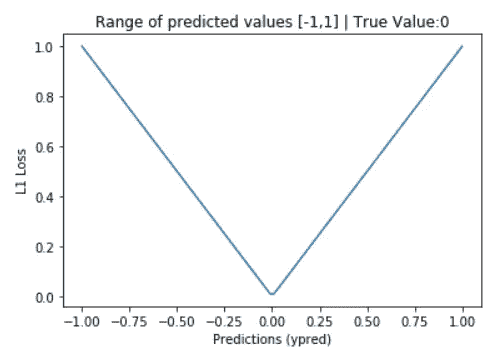 Range of predicted values [-1,1] | True Value:0
1.0
0.8
0.6
0.4
0.2
0.0
L1 Loss
−1.00 −0.75 −0.50 −0.25 0.00 0.25 0.50 0.75 1.00
Predictions (ypred)